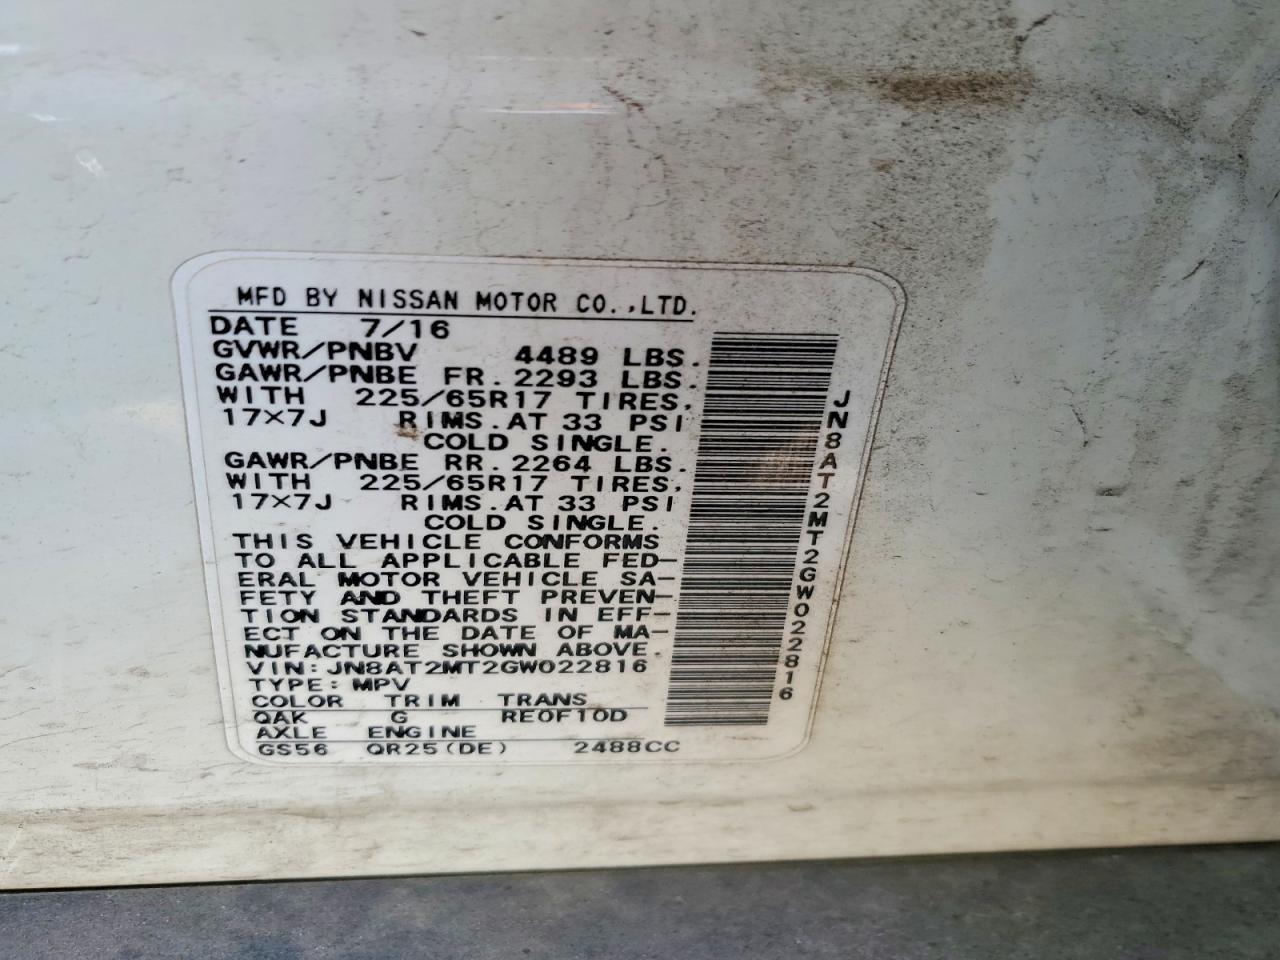 MFD BY NISSAN MOTOR CO.,LTD.
DATE 7/16
GVWR/PNBV 4489 LBS.
GAWR/PNBE FR. 2293 LBS.
WITH 225/65R17 TIRES,
17×7J RIMS.AT 33 PSI
COLD SINGLE.
GAWR/PNBE RR. 2264 LBS.
WITH 225/65R17 TIRES,
17×7J RIMS.AT 33 PSI
COLD SINGLE.
THIS VEHICLE CONFORMS
TO ALL APPLICABLE FED-
ERAL MOTOR VEHICLE SA-
FETY AND THEFT PREVEN-
TION STANDARDS IN EFF-
ECT ON THE DATE OF MA-
NUFACTURE SHOWN ABOVE.
VIN: JN8AT2MT2GW022816
TYPE: MPV
COLOR TRIM TRANS
QAK G RE0F10D
AXLE ENGINE
GS56 QR25(DE) 2488CC
JN8AT2MT2GW022816